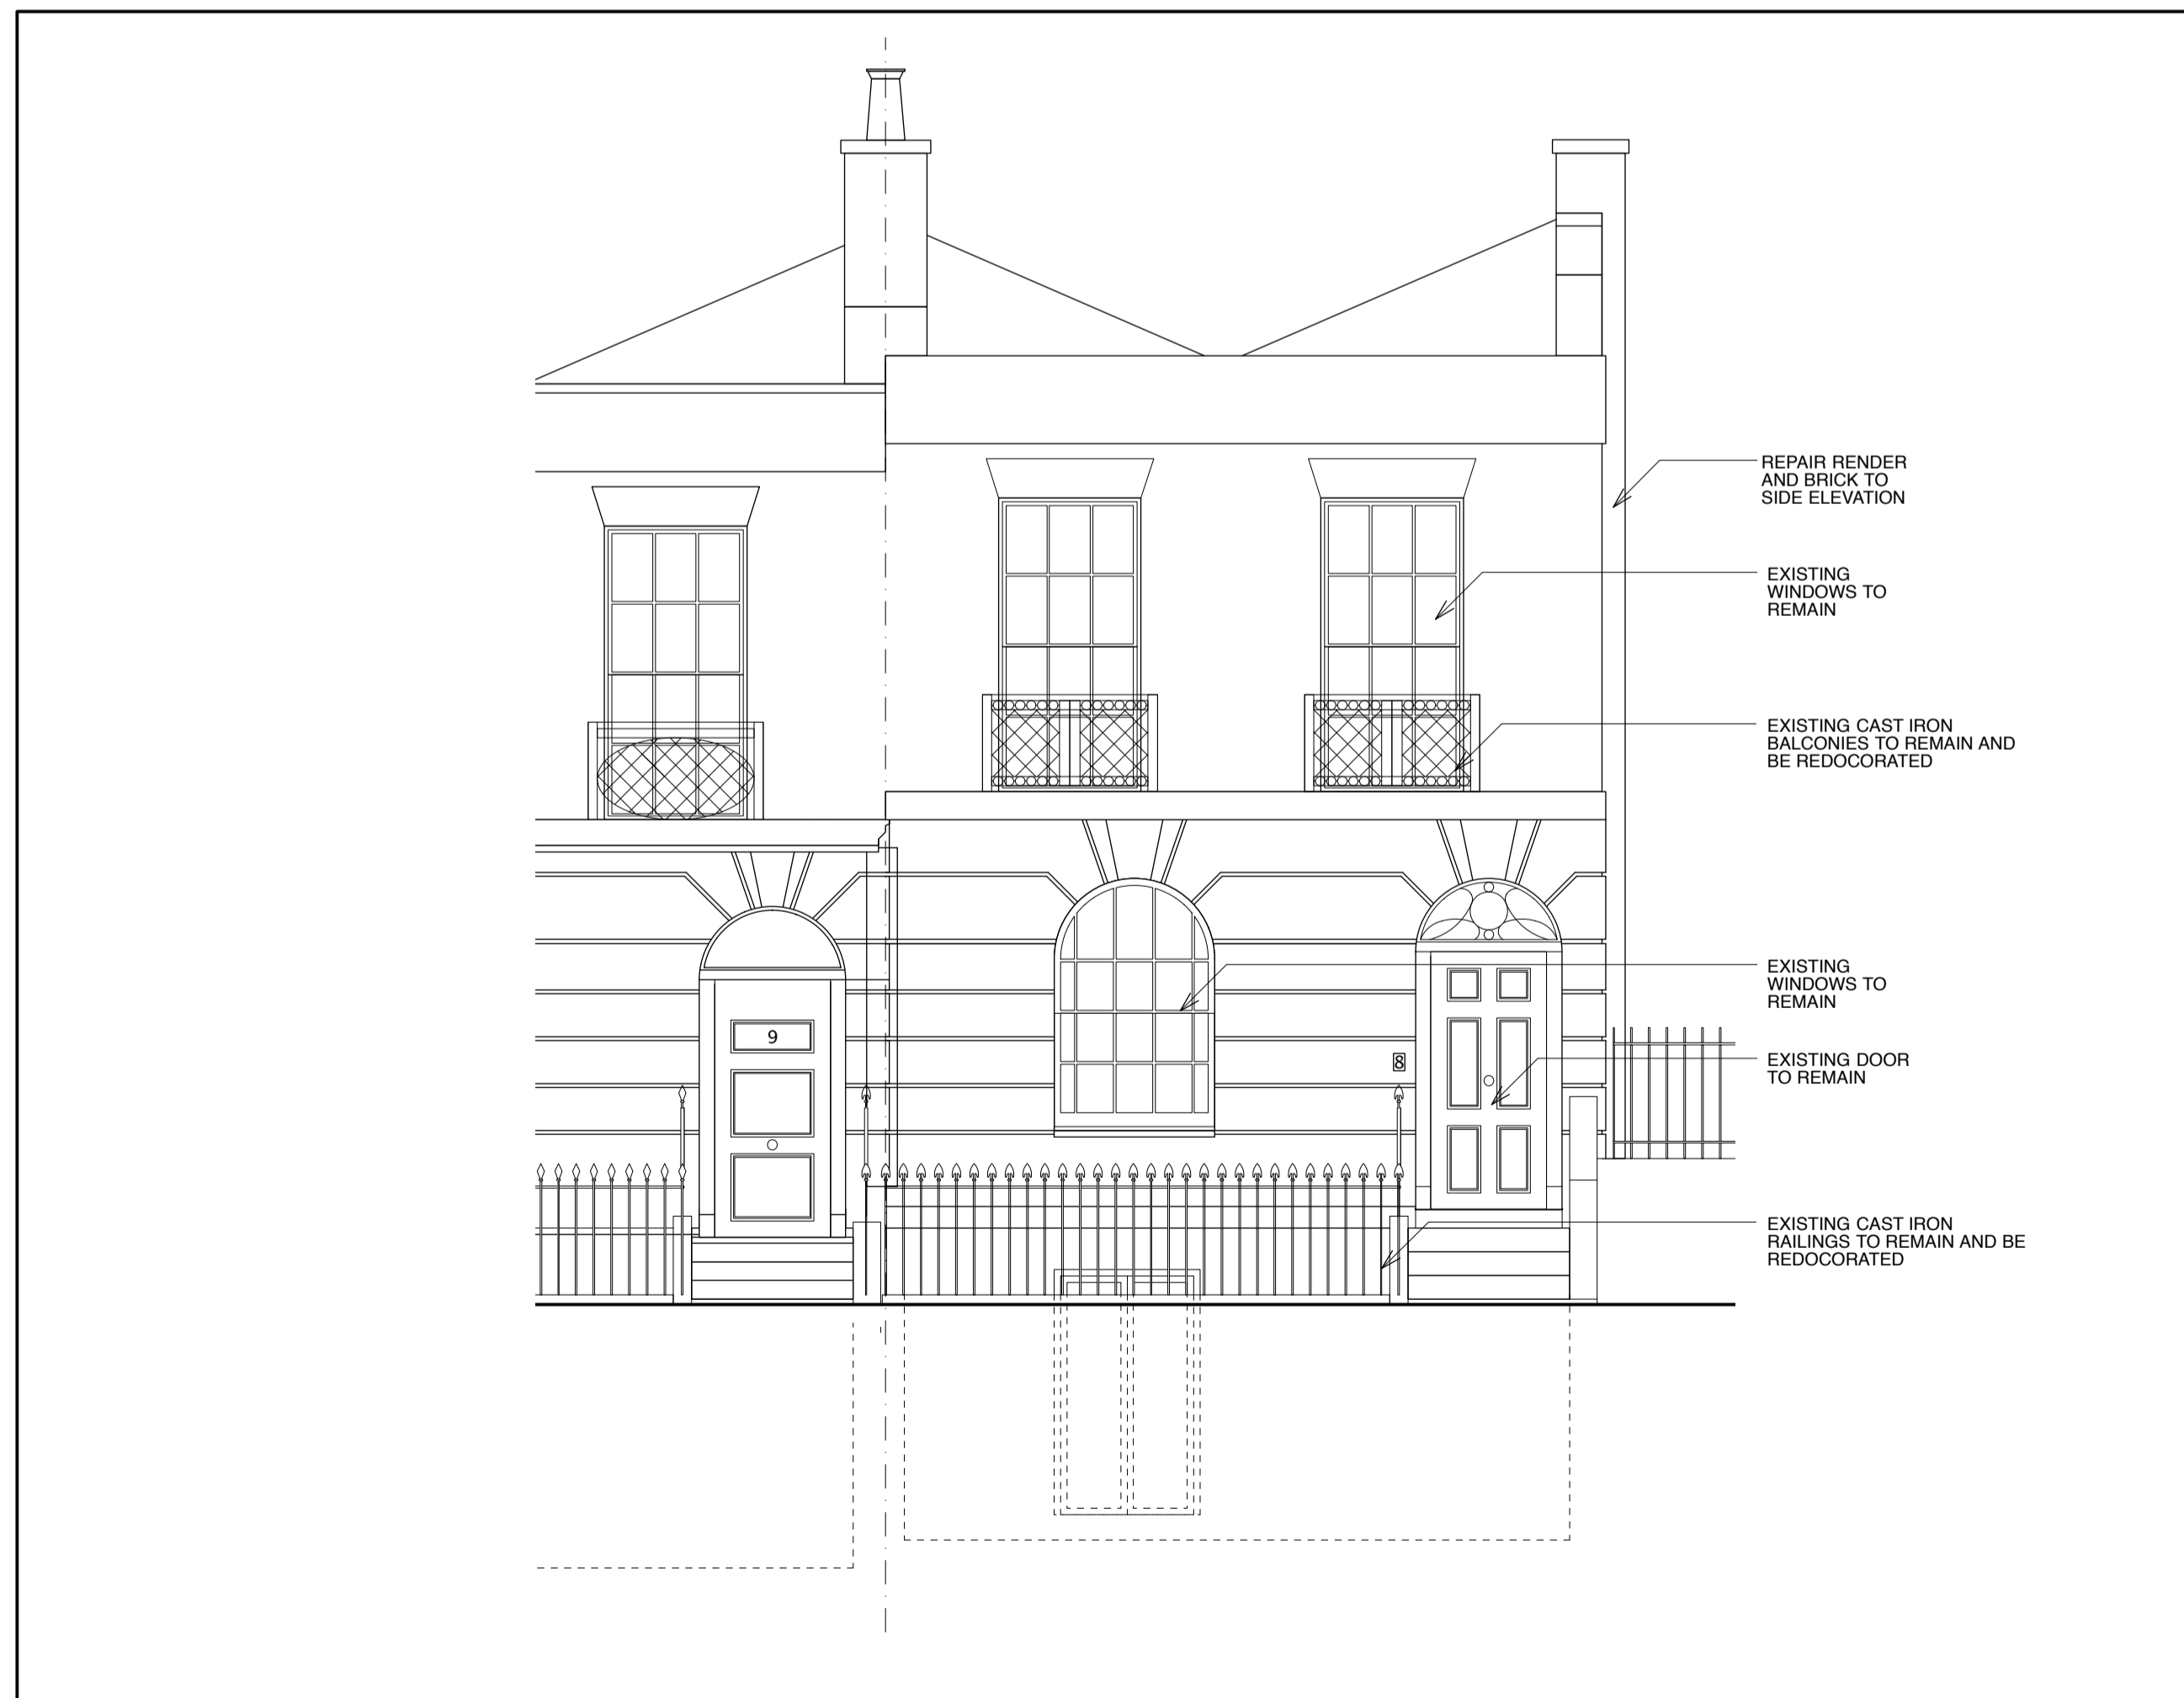 REPAIR RENDER
AND BRICK TO
SIDE ELEVATION
EXISTING
WINDOWS TO
REMAIN
EXISTING CAST IRON
BALCONIES TO REMAIN AND
BE REDOCORATED
EXISTING
WINDOWS TO
REMAIN
9
8
EXISTING DOOR
TO REMAIN
EXISTING CAST IRON
RAILINGS TO REMAIN AND BE
REDOCORATED